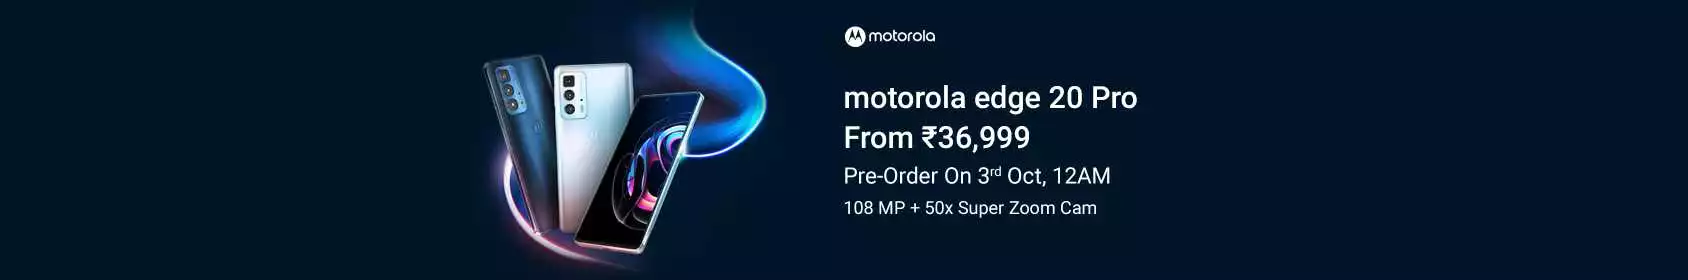 motorola
motorola edge 20 Pro
From ₹36,999
Pre-Order On 3rd Oct, 12AM
108 MP + 50x Super Zoom Cam